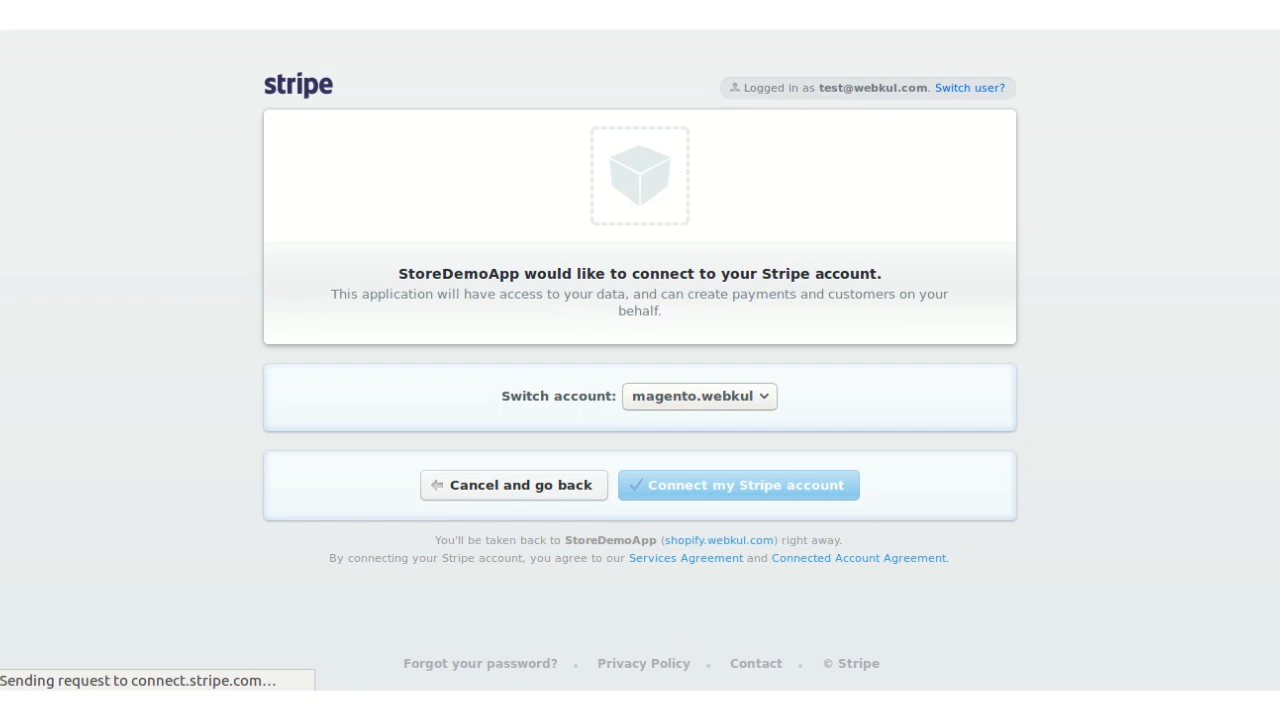 stripe
Logged in as test@webkul.com. Switch user?
StoreDemoApp would like to connect to your Stripe account.
This application will have access to your data, and can create payments and customers on your
behalf.
Switch account: magento.webkul
Cancel and go back Connect my Stripe account
You'll be taken back to StoreDemoApp (shopify.webkul.com) right away.
By connecting your Stripe account, you agree to our Services Agreement and Connected Account Agreement.
Forgot your password? • Privacy Policy • Contact • © Stripe
Sending request to connect.stripe.com...